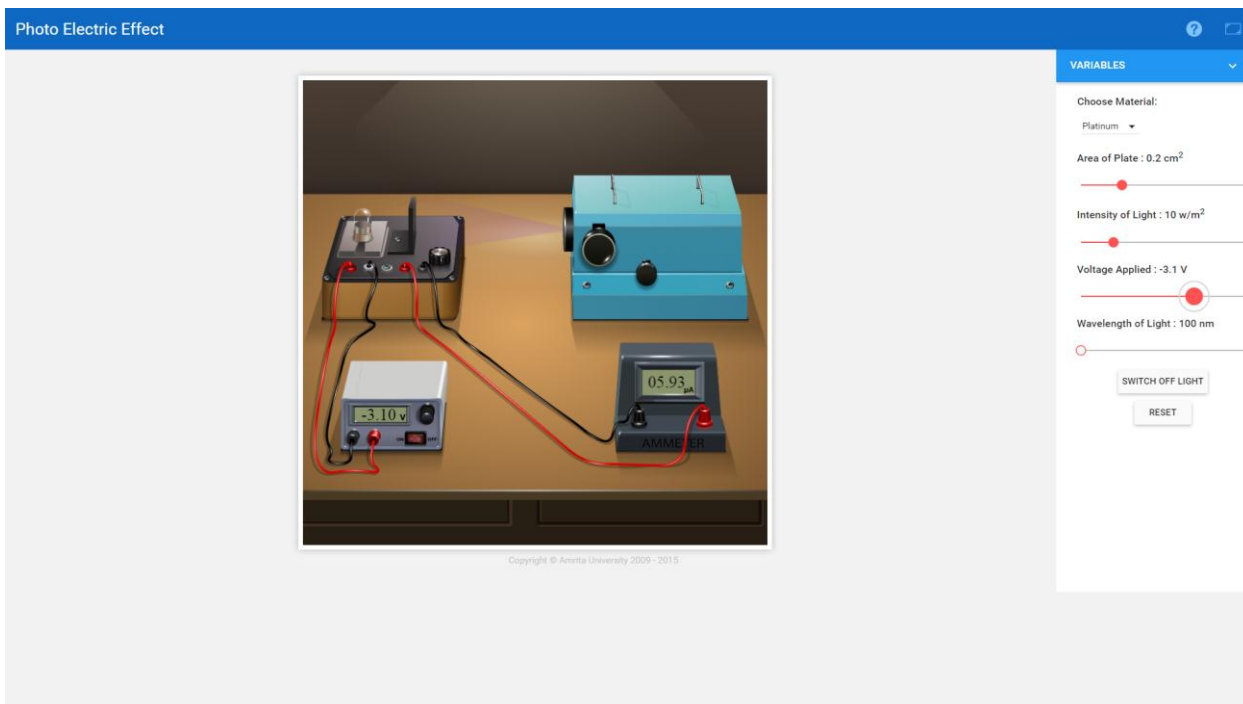 Photo Electric Effect
VARIABLES
Choose Material:
Platinum
Area of Plate : 0.2 cm²
Intensity of Light : 10 w/m²
Voltage Applied : -3.1 V
Wavelength of Light : 100 nm
SWITCH OFF LIGHT
RESET
05.93 μA
AMMETER
-3.10 v
ON OFF
Copyright © Amrita University 2009 - 2015